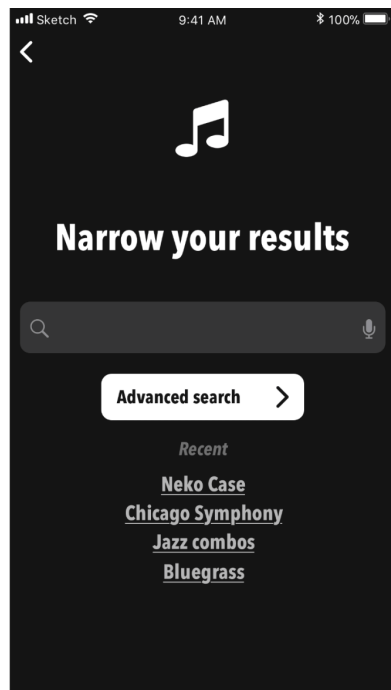 Sketch 9:41 AM 100%
Narrow your results
Advanced search
Recent
Neko Case
Chicago Symphony
Jazz combos
Bluegrass